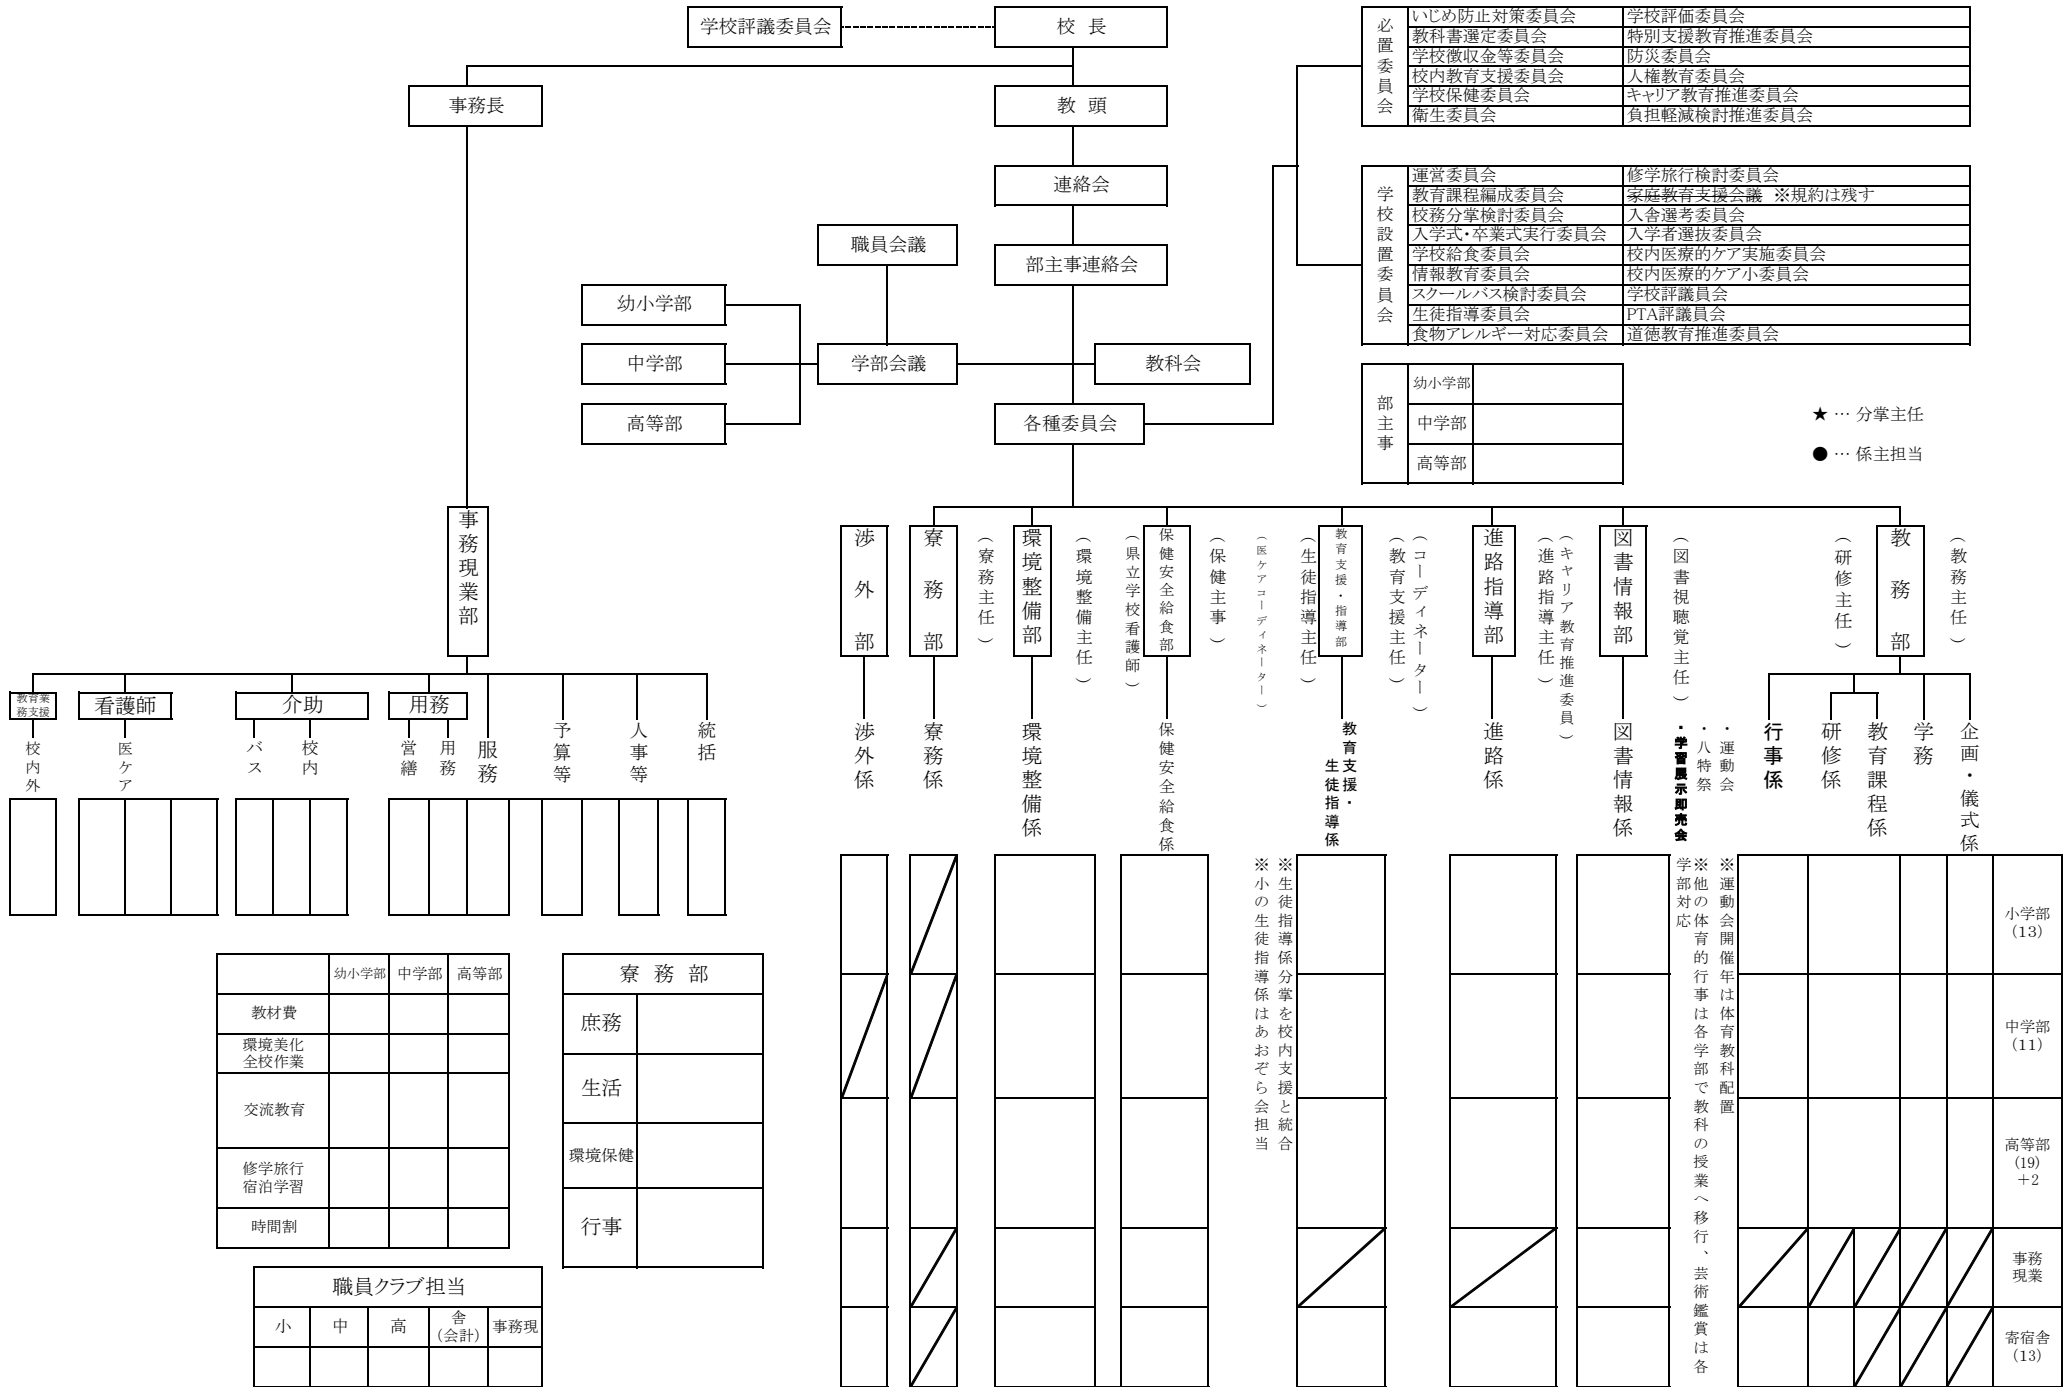 学校評議委員会
校 長
事務長
教 頭
連絡会
職員会議
部主事連絡会
幼小学部
中学部
学部会議
教科会
高等部
各種委員会
必置委員会
いじめ防止対策委員会 学校評価委員会
教科書選定委員会 特別支援教育推進委員会
学校徴収金等委員会 防災委員会
校内教育支援委員会 人権教育委員会
学校保健委員会 キャリア教育推進委員会
衛生委員会 負担軽減検討推進委員会
学校設置委員会
運営委員会 修学旅行検討委員会
教育課程編成委員会 家庭教育支援会議 ※規約は残す
校務分掌検討委員会 入舎選考委員会
入学式・卒業式実行委員会 入学者選抜委員会
学校給食委員会 校内医療的ケア実施委員会
情報教育委員会 校内医療的ケア小委員会
スクールバス検討委員会 学校評議員会
生徒指導委員会 PTA評議員会
食物アレルギー対応委員会 道徳教育推進委員会
部主事
幼小学部
中学部
高等部
★ … 分掌主任
● … 係主担当
事務現業部
渉外部
寮務部
（寮務主任）
環境整備部
（環境整備主任）
（県立学校看護師）
保健安全給食部
（保健主事）
（医ケアコーディネーター）
（生徒指導主任）
教育支援・指導部
（教育支援主任）
（コーディネーター）
進路指導部
（進路指導主任）
（キャリア教育推進委員）
図書情報部
（図書視聴覚主任）
（研修主任）
教務部
（教務主任）
教育業
務支援
看護師
介助
用務
校内外
医ケア
バス
校内
営繕
用務
服務
予算等
人事等
統括
渉外係
寮務係
環境整備係
保健安全給食係
教育支援・
生徒指導係
進路係
図書情報係
・運動会
・八特祭
・学習展示即売会
行事係
研修係
教育課程係
学務
企画・儀式係
※生徒指導係分掌を校内支援と統合
※小の生徒指導係はあおぞら会担当
※運動会開催年は体育教科配置
※他の体育的行事は各学部で教科の授業へ移行、芸術鑑賞は各
学部対応
小学部
(13)
中学部
(11)
高等部
(19)
＋2
事務
現業
寄宿舎
(13)
幼小学部 中学部 高等部
教材費
環境美化
全校作業
交流教育
修学旅行
宿泊学習
時間割
寮 務 部
庶務
生活
環境保健
行事
職員クラブ担当
小 中 高 舎 事務現
(会計)